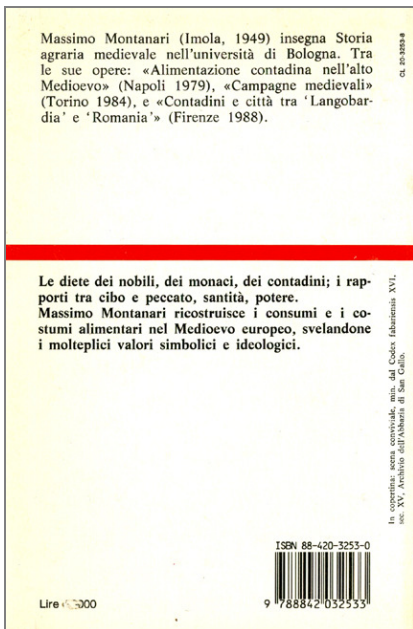 Massimo Montanari (Imola, 1949) insegna Storia
agraria medievale nell'università di Bologna. Tra
le sue opere: «Alimentazione contadina nell'alto
Medioevo» (Napoli 1979), «Campagne medievali»
(Torino 1984), e «Contadini e città tra 'Langobar-
dia' e 'Romania'» (Firenze 1988).
CL 20-3253-8
Le diete dei nobili, dei monaci, dei contadini; i rap-
porti tra cibo e peccato, santità, potere.
Massimo Montanari ricostruisce i consumi e i co-
stumi alimentari nel Medioevo europeo, svelandone
i molteplici valori simbolici e ideologici.
In copertina: scena conviviale, min. dal Codex fabariensis XVI,
sec. XV, Archivio dell'Abbazia di San Gallo.
ISBN 88-420-3253-0
9 788842 032533
Lire